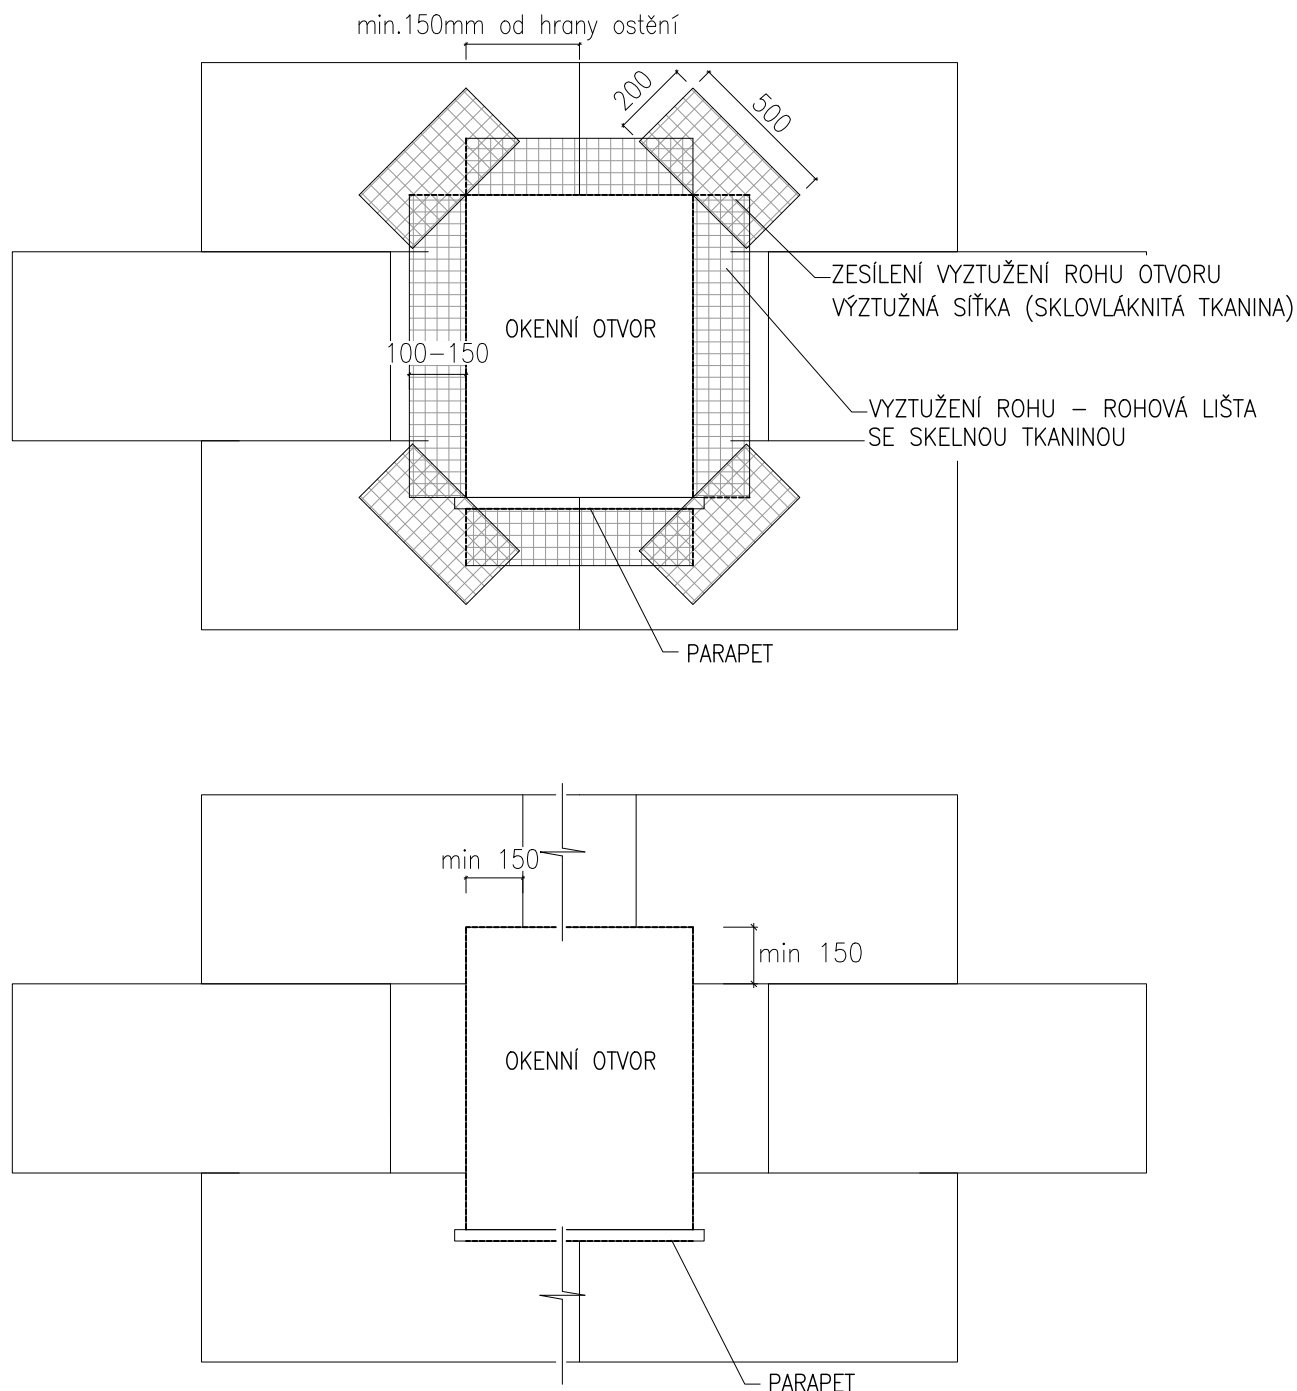 min.150mm od hrany ostění
200
500
ZESÍLENÍ VYZTUŽENÍ ROHU OTVORU
VÝZTUŽNÁ SÍŤKA (SKLOVLÁKNITÁ TKANINA)
OKENNÍ OTVOR
100-150
VYZTUŽENÍ ROHU – ROHOVÁ LIŠTA
SE SKELNOU TKANINOU
PARAPET
min 150
min 150
OKENNÍ OTVOR
PARAPET